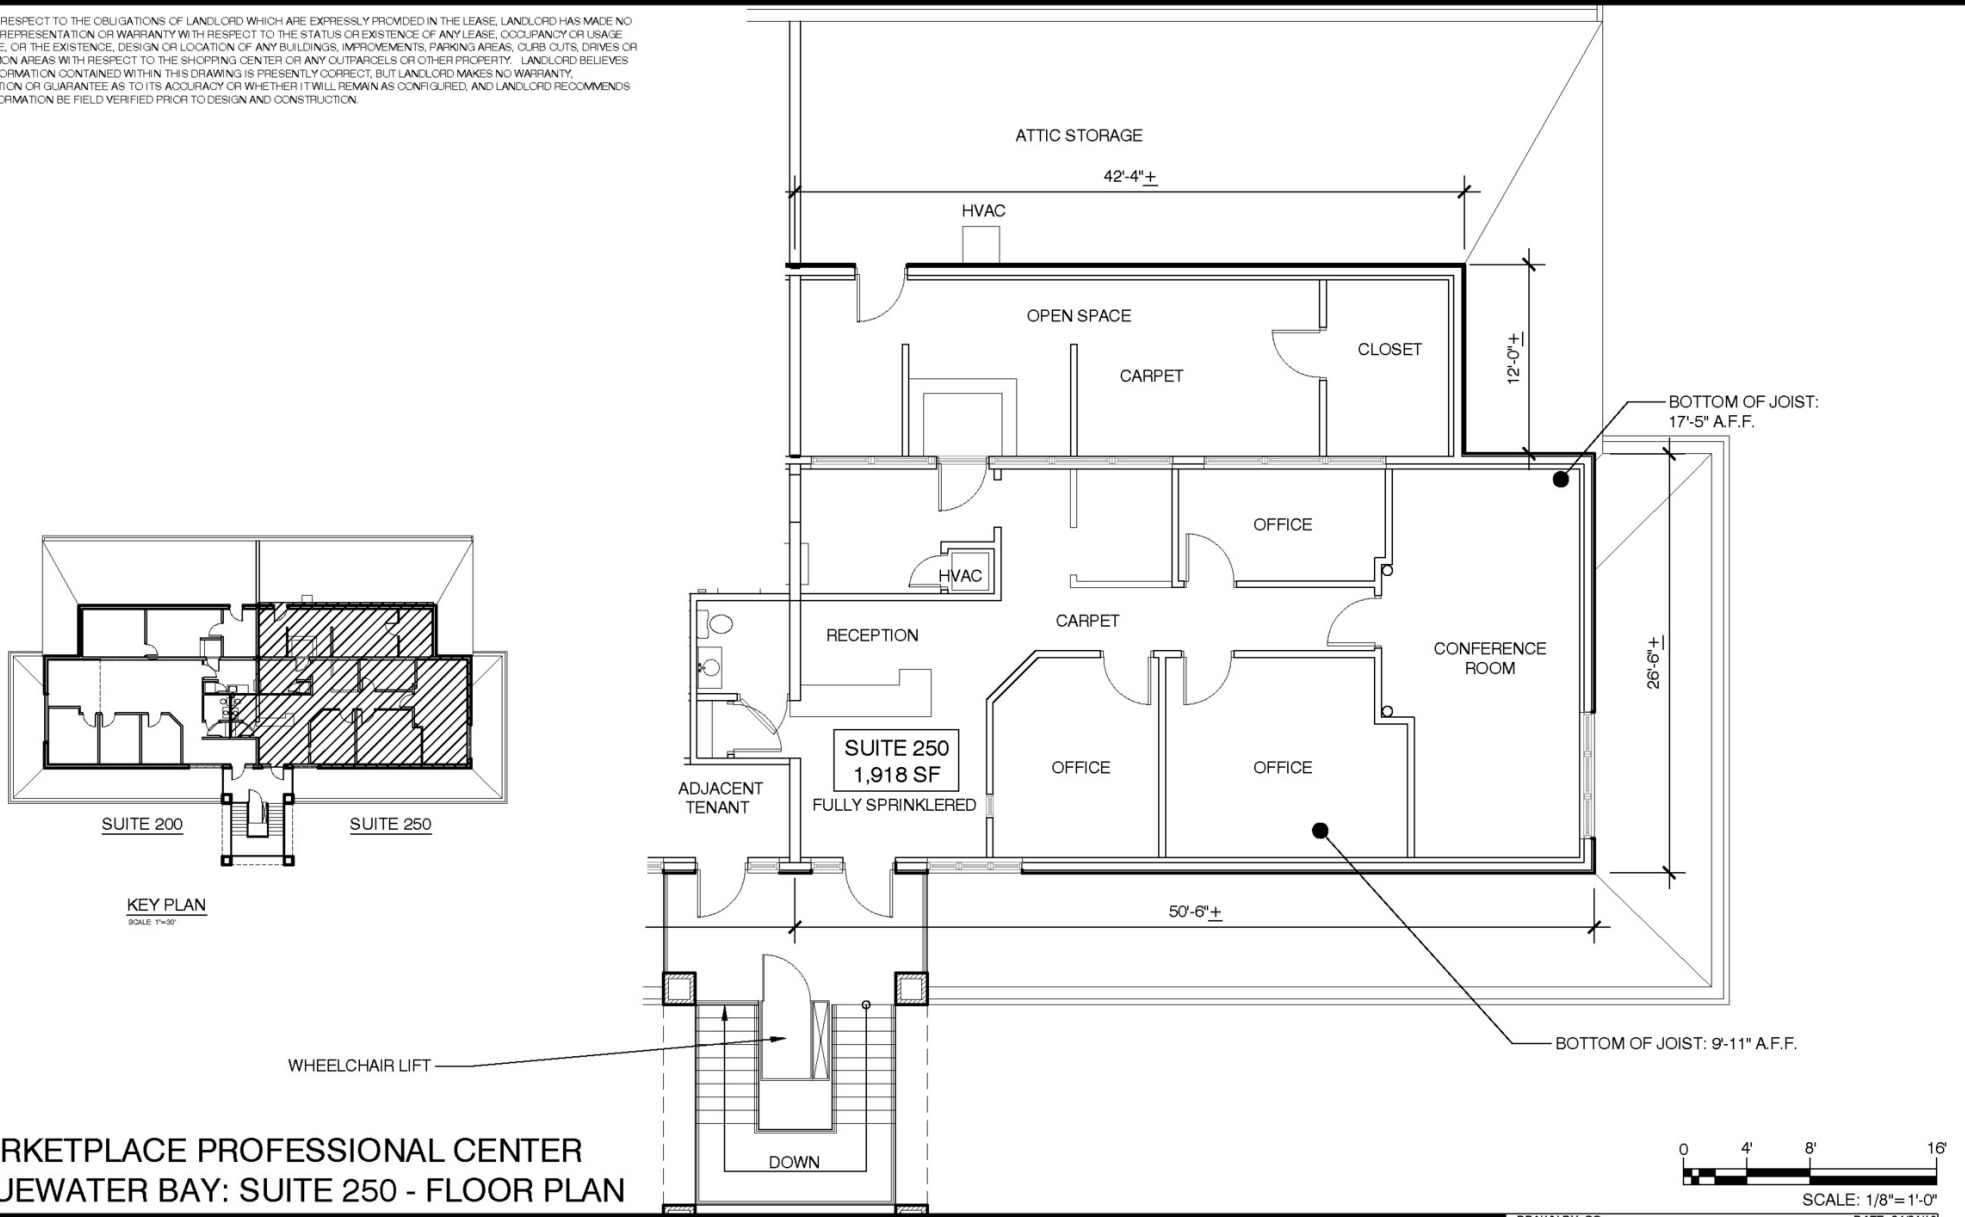 RESPECT TO THE OBLIGATIONS OF LANDLORD WHICH ARE EXPRESSLY PROVIDED IN THE LEASE, LANDLORD HAS MADE NO
REPRESENTATION OR WARRANTY WITH RESPECT TO THE STATUS OR EXISTENCE OF ANY LEASE, OCCUPANCY OR USAGE
E, OR THE EXISTENCE, DESIGN OR LOCATION OF ANY BUILDINGS, IMPROVEMENTS, PARKING AREAS, CURB CUTS, DRIVES OR
ON AREAS WITH RESPECT TO THE SHOPPING CENTER OR ANY OUTPARCELS OR OTHER PROPERTY. LANDLORD BELIEVES
ORMATION CONTAINED WITHIN THIS DRAWING IS PRESENTLY CORRECT, BUT LANDLORD MAKES NO WARRANTY,
TION OR GUARANTEE AS TO ITS ACCURACY OR WHETHER IT WILL REMAIN AS CONFIGURED, AND LANDLORD RECOMMENDS
ORMATION BE FIELD VERIFIED PRIOR TO DESIGN AND CONSTRUCTION.
ATTIC STORAGE
42'-4"±
HVAC
OPEN SPACE
CLOSET
CARPET
12'-0"±
BOTTOM OF JOIST:
17'-5" A.F.F.
OFFICE
HVAC
CARPET
RECEPTION
CONFERENCE
ROOM
26'-6"±
SUITE 250
1,918 SF
FULLY SPRINKLERED
OFFICE
OFFICE
ADJACENT
TENANT
SUITE 200
SUITE 250
KEY PLAN
SCALE: 1"=30'
50'-6"±
BOTTOM OF JOIST: 9'-11" A.F.F.
WHEELCHAIR LIFT
DOWN
RKETPLACE PROFESSIONAL CENTER
UEWATER BAY: SUITE 250 - FLOOR PLAN
0 4' 8' 16'
SCALE: 1/8"=1'-0"